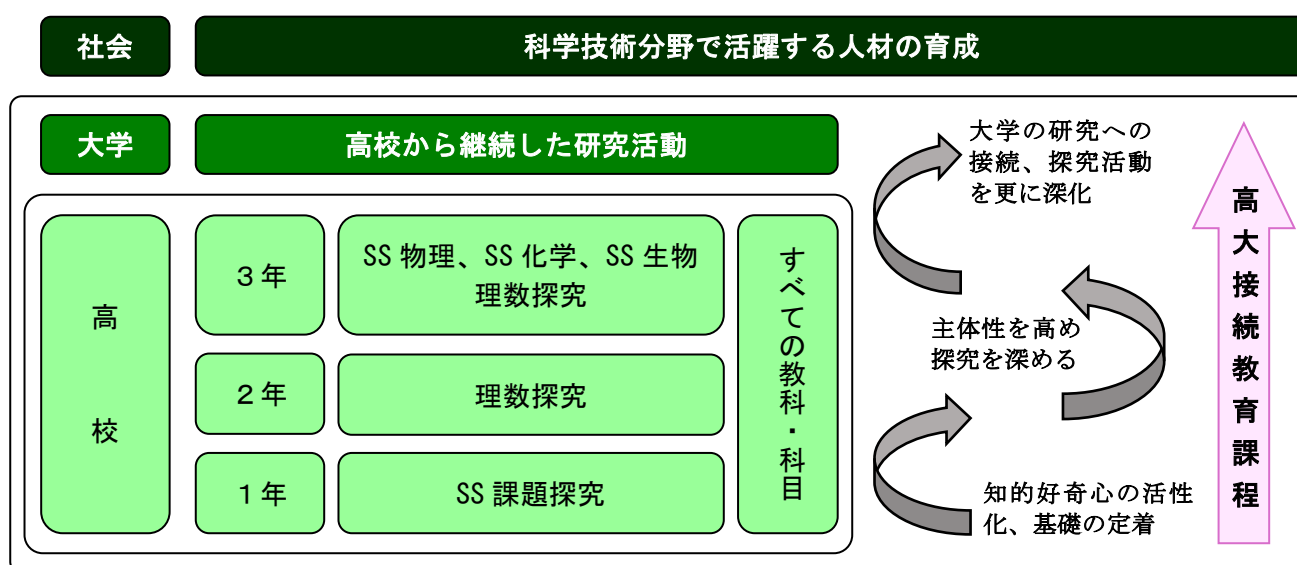 社会
科学技術分野で活躍する人材の育成
大学
高校から継続した研究活動
高校
３年
SS 物理、SS 化学、SS 生物
理数探究
２年
理数探究
１年
SS 課題探究
すべての教科・科目
大学の研究への
接続、探究活動
を更に深化
主体性を高め
探究を深める
知的好奇心の活性
化、基礎の定着
高大接続教育課程